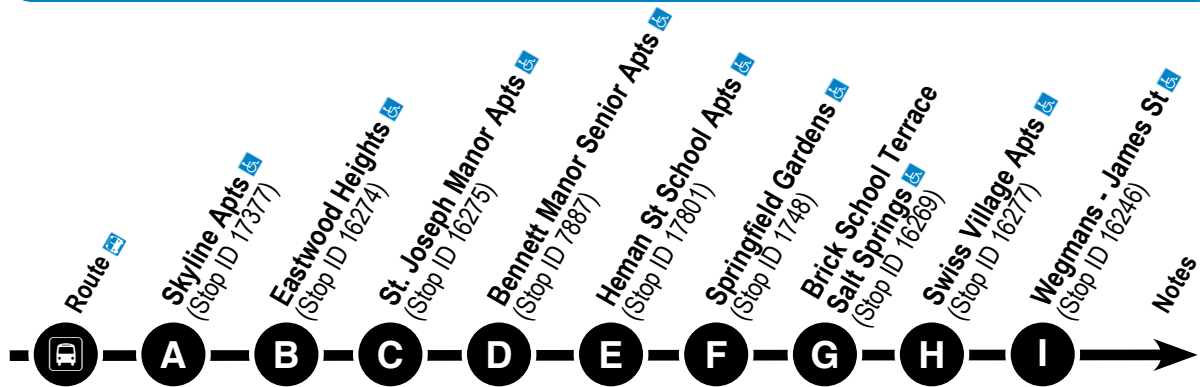 Route
Skyline Apts
(Stop ID 17377)
Eastwood Heights
(Stop ID 16274)
St. Joseph Manor Apts
(Stop ID 16275)
Bennett Manor Senior Apts
(Stop ID 7887)
Heman St School Apts
(Stop ID 17801)
Springfield Gardens
(Stop ID 1748)
Brick School Terrace
Salt Springs
(Stop ID 16269)
Swiss Village Apts
(Stop ID 16277)
Wegmans - James St
(Stop ID 16246)
Notes
A
B
C
D
E
F
G
H
I